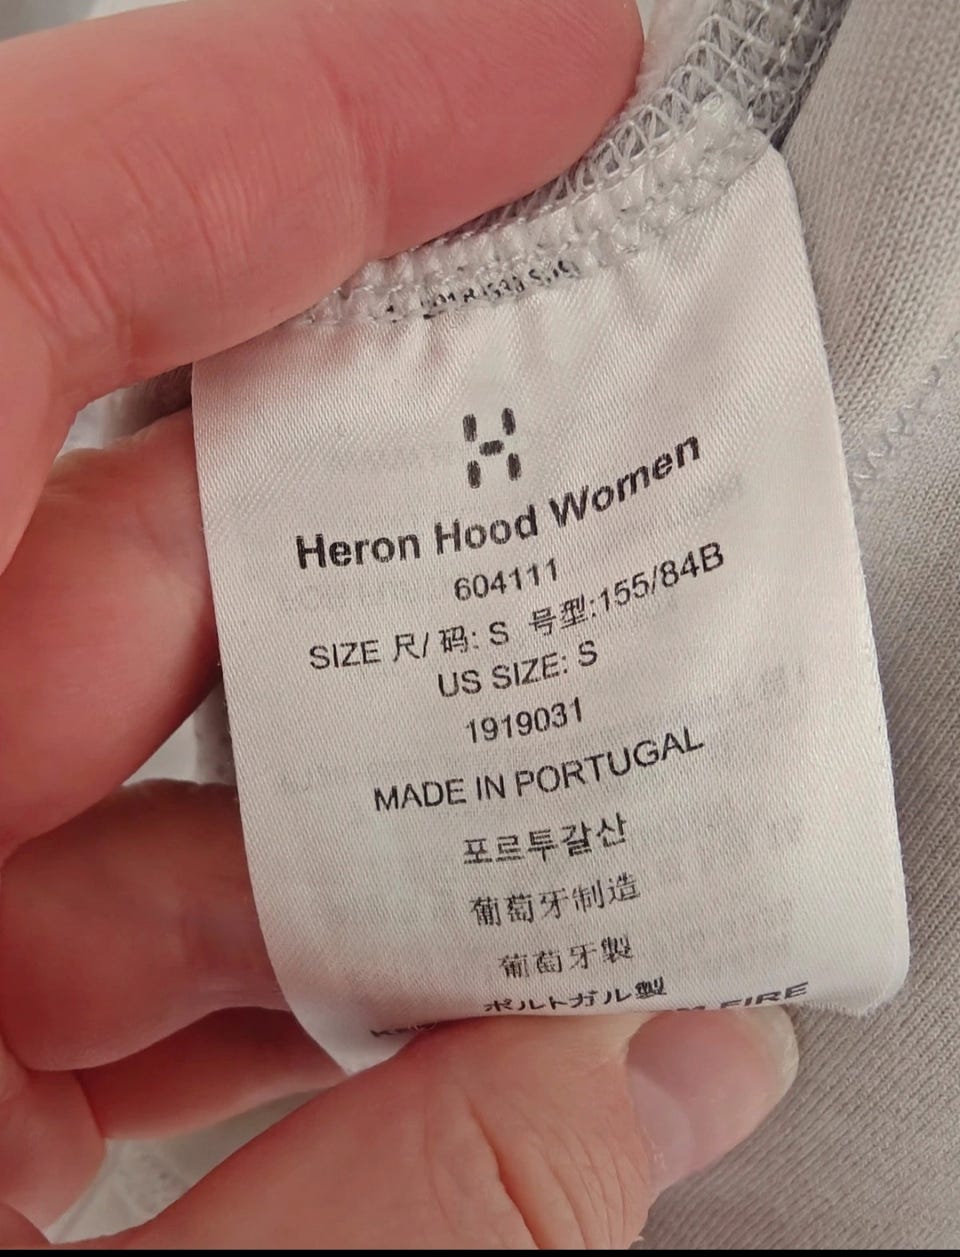 Heron Hood Women
604111
SIZE 尺/ 码: S 号型:155/84B
US SIZE: S
1919031
MADE IN PORTUGAL
포르투갈산
葡萄牙制造
葡萄牙製
ポルトガル製
FIRE